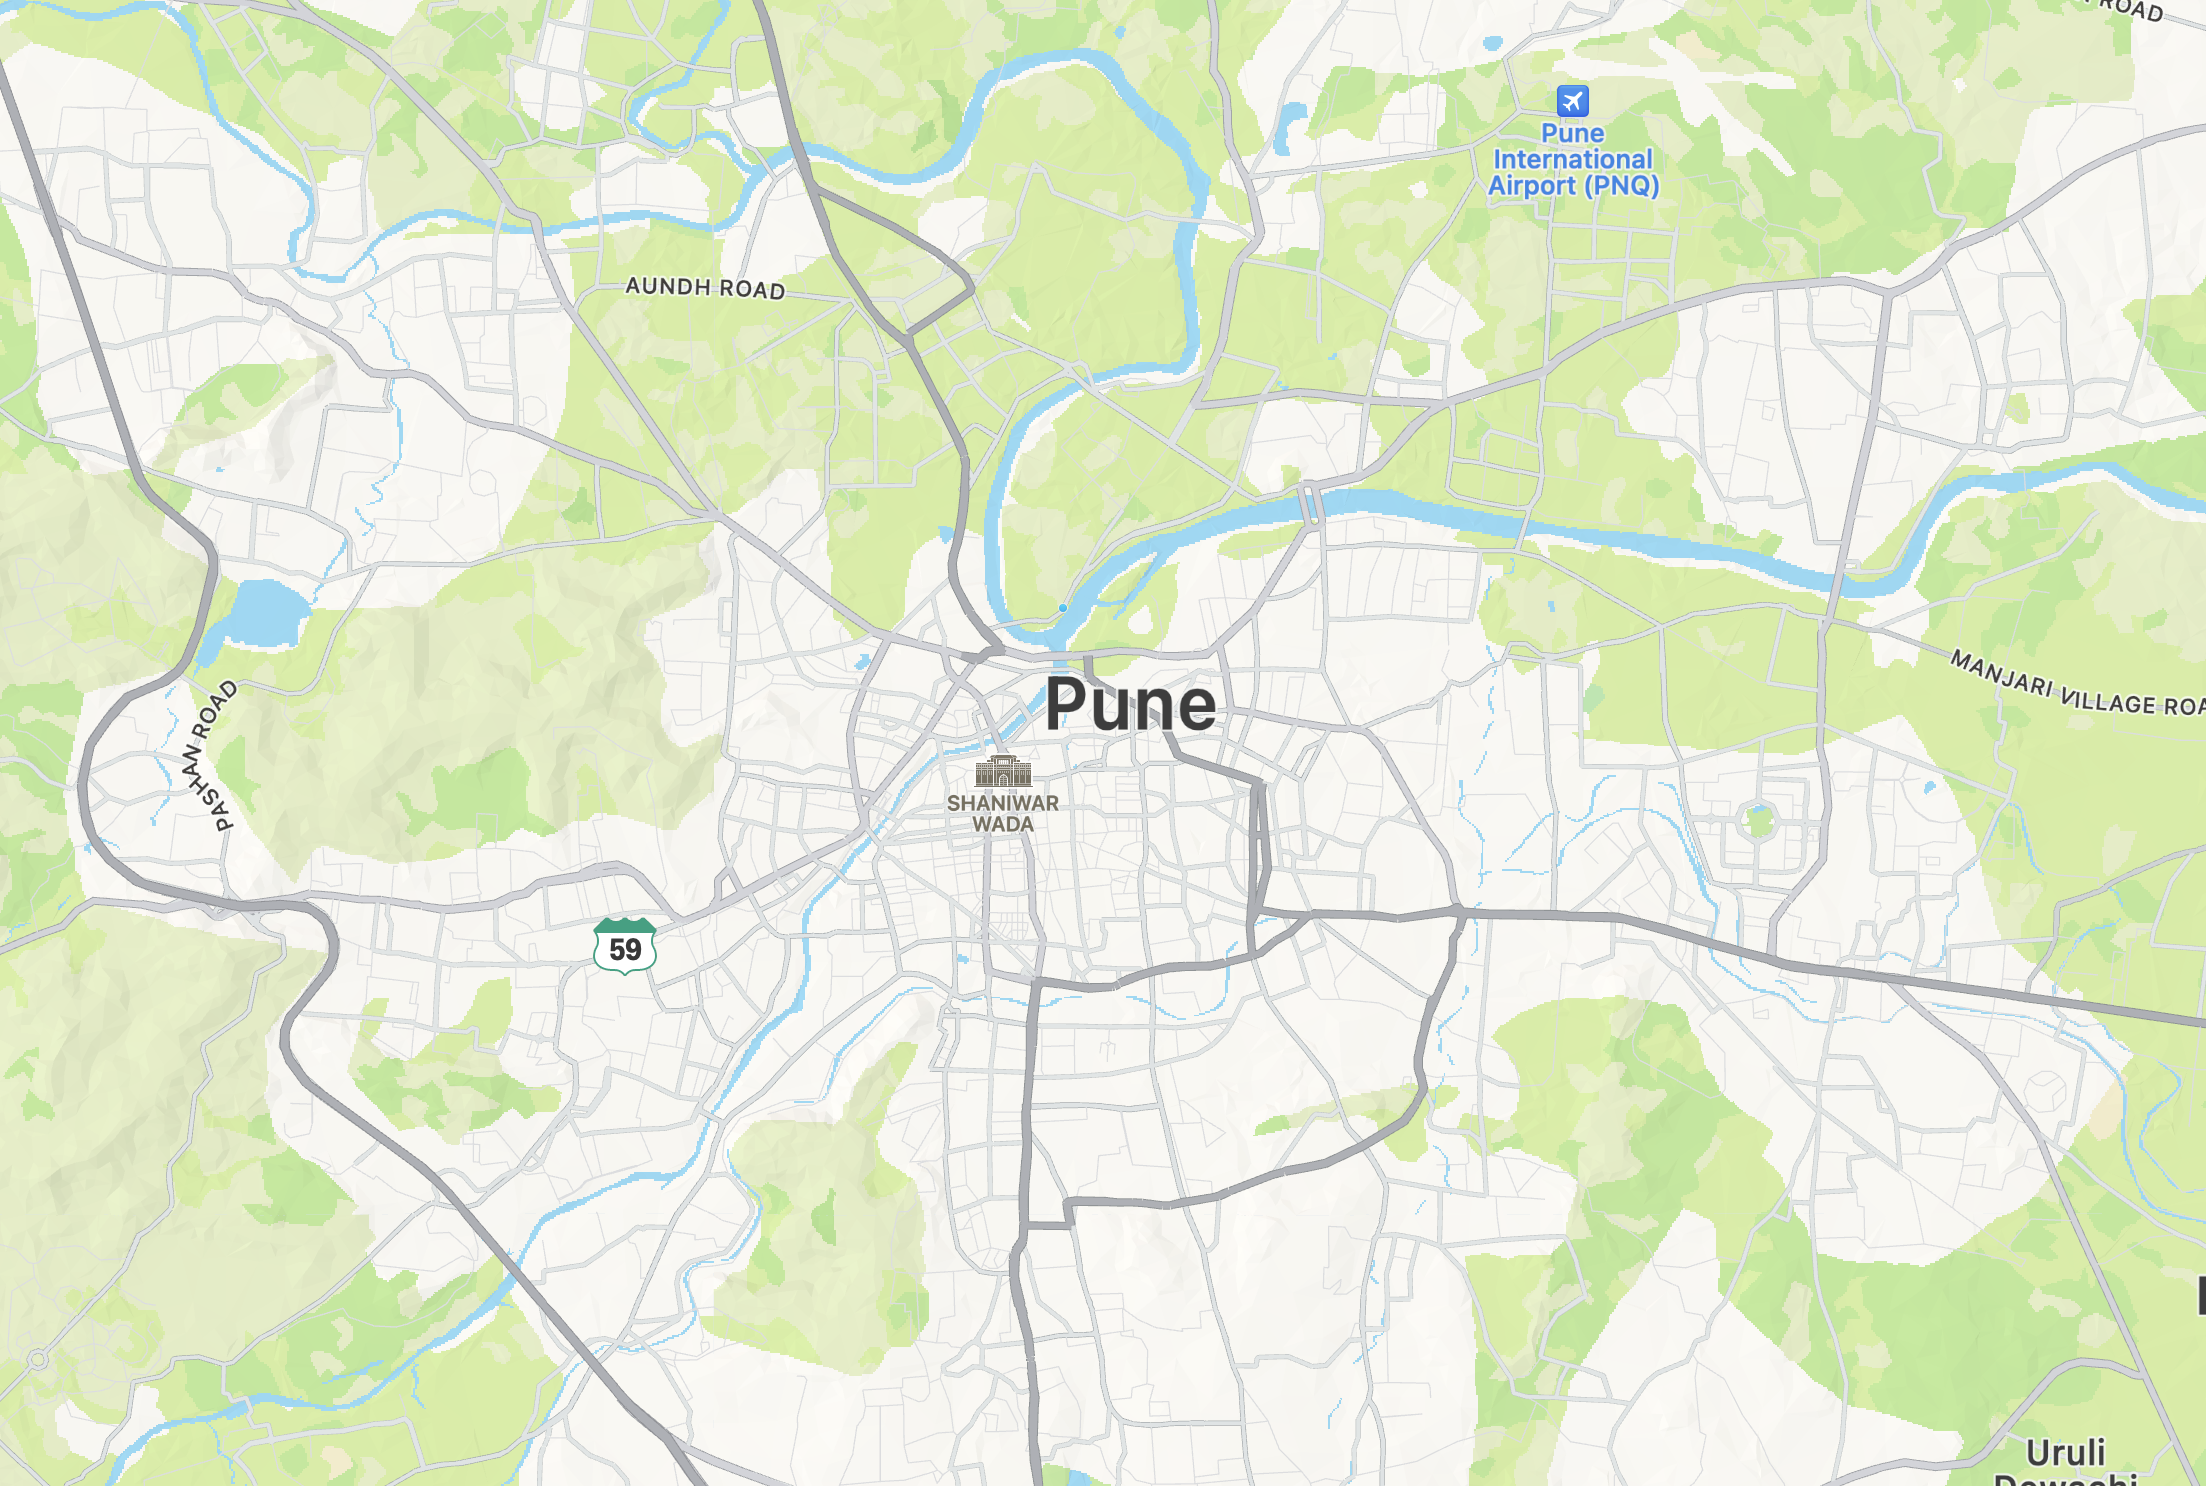 ROAD
Pune
International
Airport (PNQ)
AUNDH ROAD
MANJARI VILLAGE ROA
PASHAN ROAD
Pune
SHANIWAR
WADA
59
Uruli